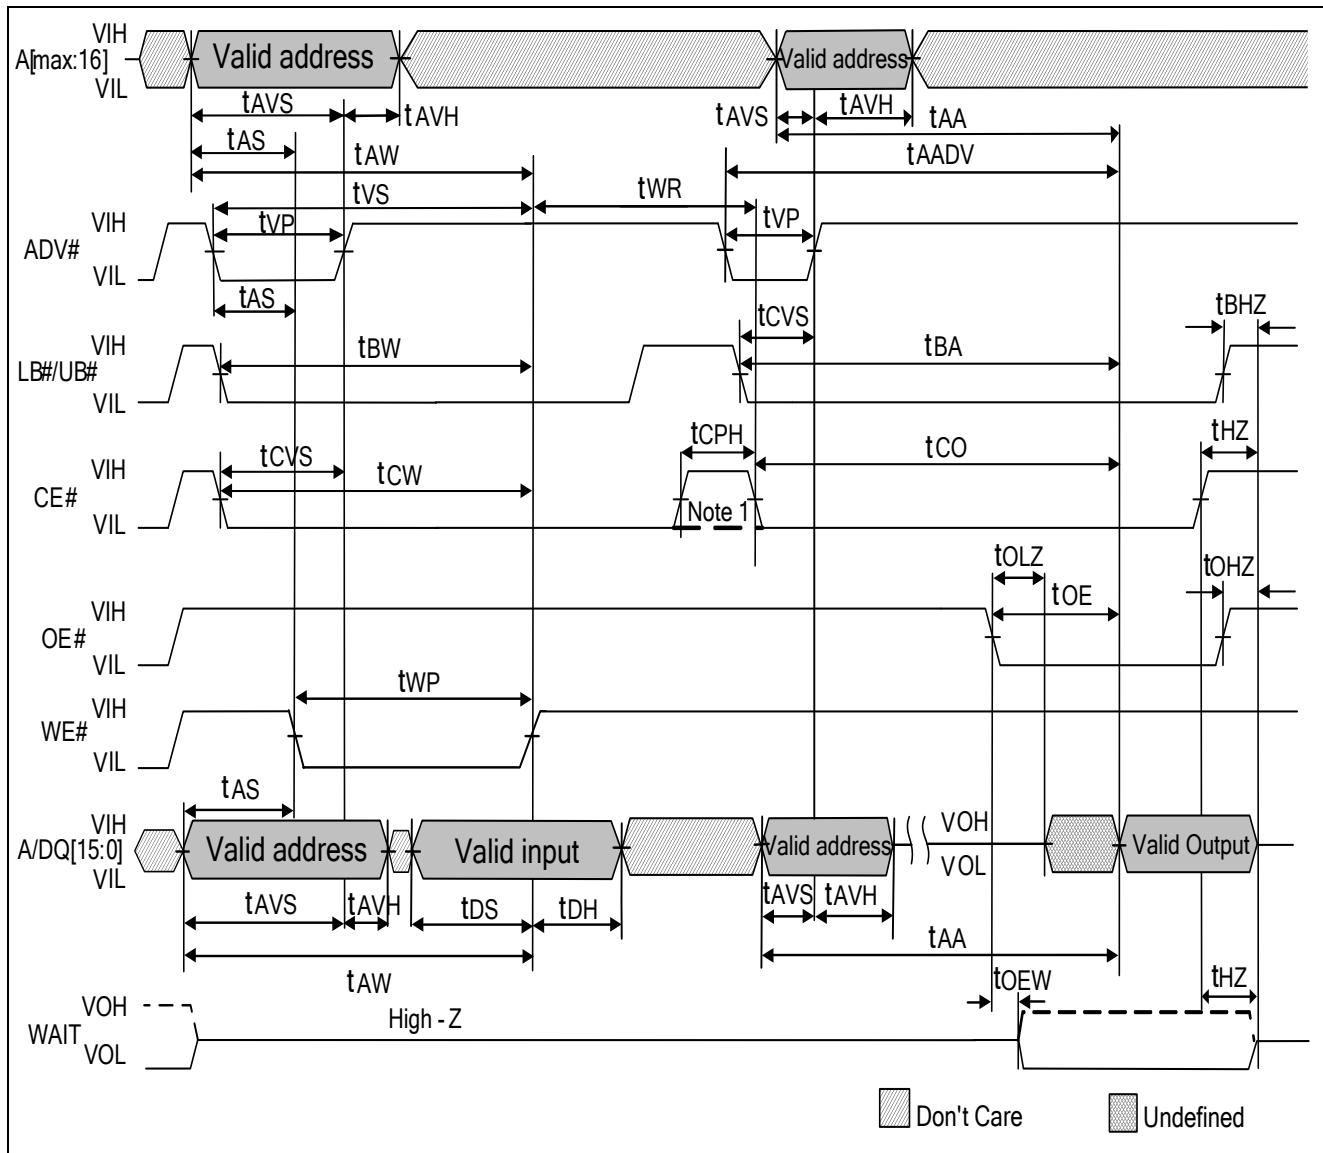 VIH
A[max:16]
VIL
Valid address
Valid address
tAVS
tAVH
tAVS
tAVH
tAS
tAW
tAA
tAADV
tVS
tWR
VIH
ADV#
VIL
tVP
tVP
tAS
tCVS
tBHZ
VIH
LB#/UB#
VIL
tBW
tBA
tCPH
tHZ
VIH
CE#
VIL
tCVS
tCW
tCO
Note 1
tOLZ
tOHZ
tOE
VIH
OE#
VIL
tWP
VIH
WE#
VIL
tAS
VIH
A/DQ[15:0]
VIL
Valid address
Valid input
Valid address
VOH
VOL
Valid Output
tAVS
tAVH
tDS
tDH
tAVS
tAVH
tAW
tAA
tOEW
tHZ
VOH
WAIT
VOL
High - Z
Don't Care
Undefined